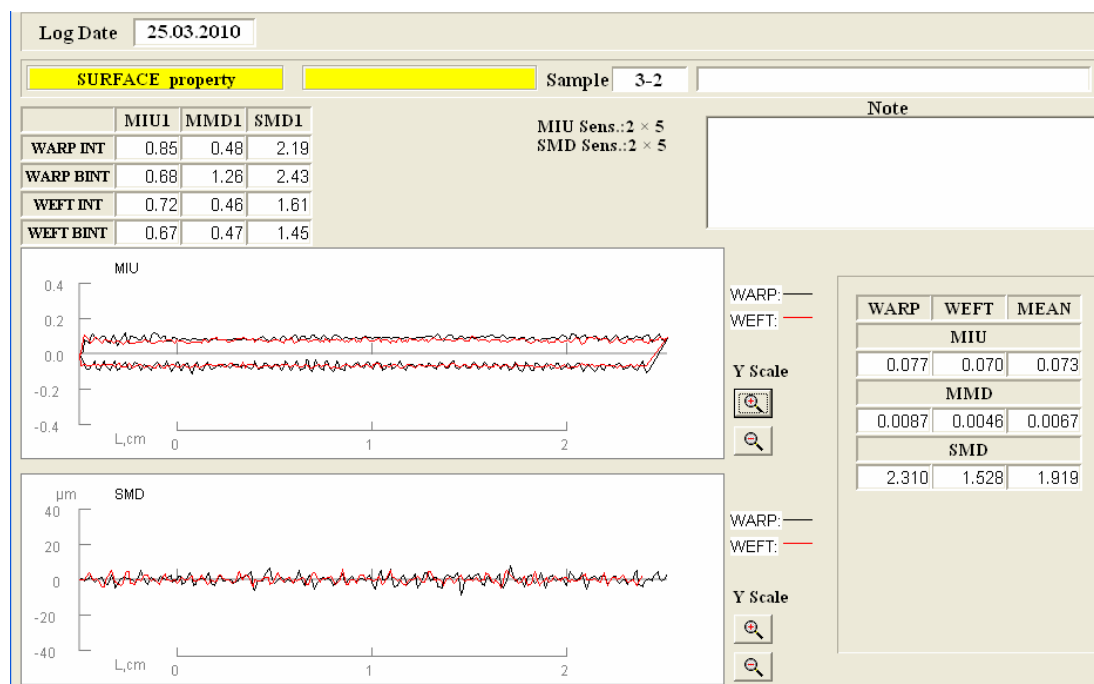 Log Date 25.03.2010
SURFACE property Sample 3-2
Note
MIU Sens.:2 × 5
SMD Sens.:2 × 5
MIU1 MMD1 SMD1
WARP INT 0.85 0.48 2.19
WARP BINT 0.68 1.26 2.43
WEFT INT 0.72 0.46 1.61
WEFT BINT 0.67 0.47 1.45
MIU
0.4
0.2
0.0
-0.2
-0.4
L,cm 0 1 2
WARP:
WEFT:
Y Scale
WARP WEFT MEAN
MIU
0.077 0.070 0.073
MMD
0.0087 0.0046 0.0067
SMD
2.310 1.528 1.919
µm SMD
40
20
0
-20
-40
L,cm 0 1 2
WARP:
WEFT:
Y Scale